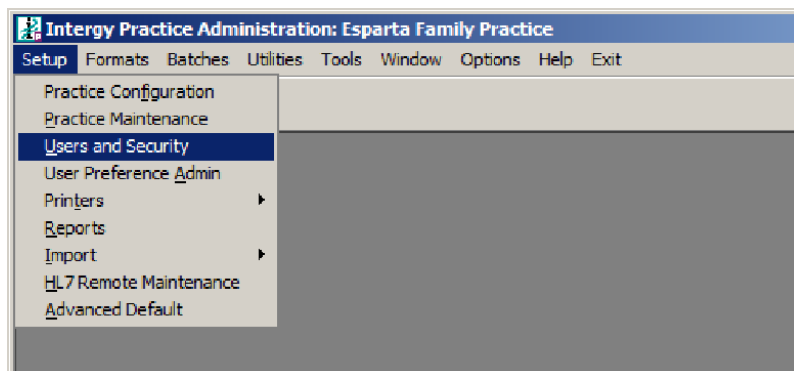 Intergy Practice Administration: Esparta Family Practice
Setup Formats Batches Utilities Tools Window Options Help Exit
Practice Configuration
Practice Maintenance
Users and Security
User Preference Admin
Printers
Reports
Import
HL7 Remote Maintenance
Advanced Default